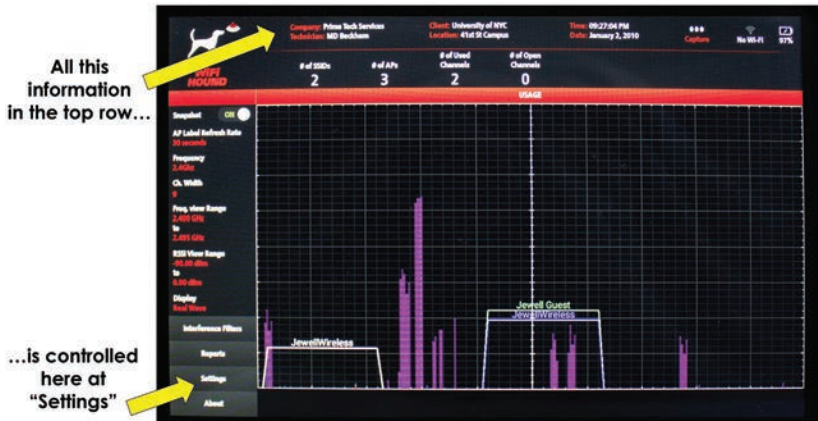 All this
information
in the top row…
…is controlled
here at
"Settings"
WiFi
HOUND
Company: Prime Tech Services
Technician: MD Beckham
Client: University of NYC
Location: 41st St Campus
Time: 09:27:04 PM
Date: January 2, 2010
Capture
No Wi-Fi
97%
# of SSIDs
2
# of APs
3
# of Used
Channels
2
# of Open
Channels
0
USAGE
Snapshot ON
AP Label Refresh Rate
30 seconds
Frequency
2.4Ghz
Ch. Width
Freq. view Range
2.400 GHz
to
2.495 GHz
RSSI View Range
-90.00 dBm
to
0.00 dBm
Display
Real Wave
Interference Filters
Reports
Settings
About
JewellWireless
Jewell Guest
JewellWireless